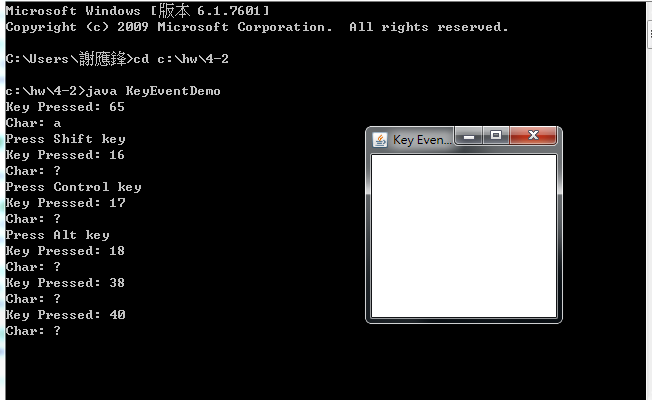 Microsoft Windows [版本 6.1.7601]
Copyright (c) 2009 Microsoft Corporation.  All rights reserved.
C:\Users\謝應鋒>cd c:\hw\4-2
c:\hw\4-2>java KeyEventDemo
Key Pressed: 65
Char: a
Press Shift key
Key Pressed: 16
Char: ?
Press Control key
Key Pressed: 17
Char: ?
Press Alt key
Key Pressed: 18
Char: ?
Key Pressed: 38
Char: ?
Key Pressed: 40
Char: ?
Key Even...